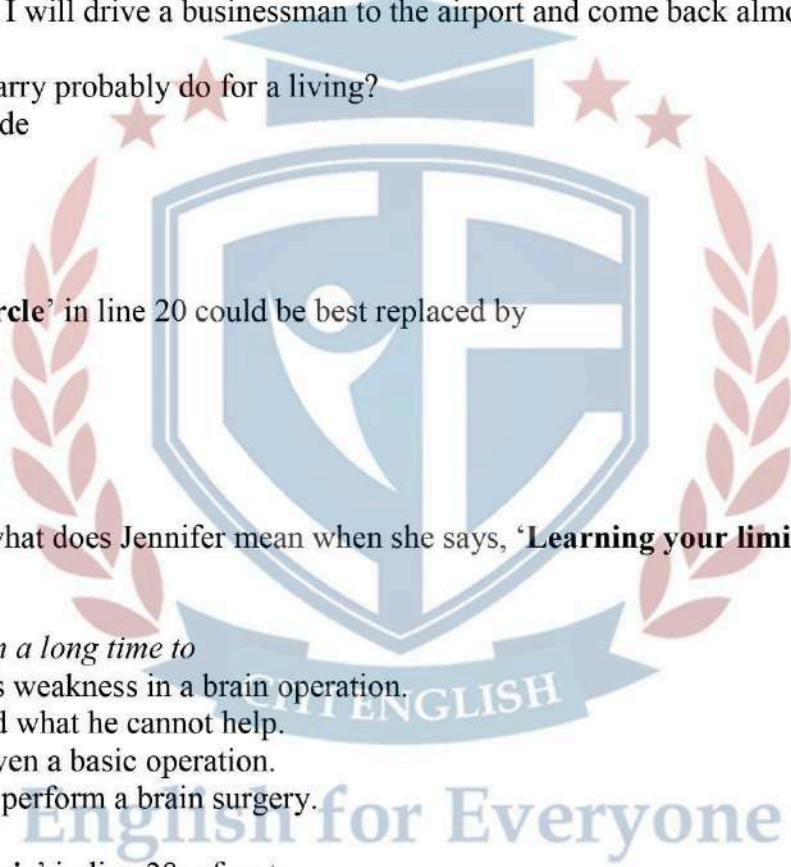 I will drive a businessman to the airport and come back almo
arry probably do for a living?
de
rcle’ in line 20 could be best replaced by
what does Jennifer mean when she says, ‘Learning your limi
n a long time to
s weakness in a brain operation.
d what he cannot help.
ven a basic operation.
perform a brain surgery.
CITI ENGLISH
English for Everyone
in line 28 refers to